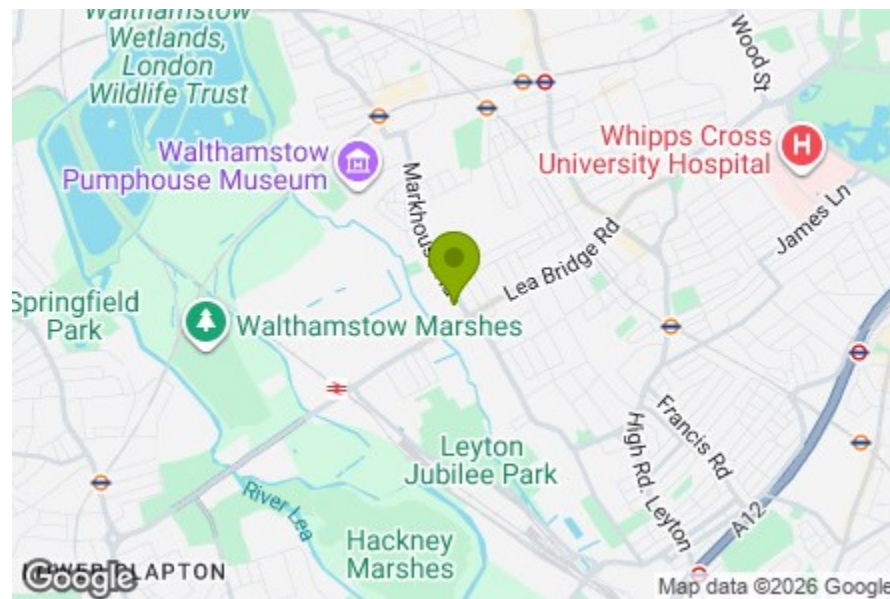 Walthamstow
Wetlands,
London
Wildlife Trust
Wood St
Whipps Cross
University Hospital
H
Walthamstow
Pumphouse Museum
James Ln
Lea Bridge Rd
Springfield
Park
Walthamstow Marshes
Francis Rd
High Rd. Leyton
Leyton
Jubilee Park
A12
River Lea
Hackney
Marshes
Google
Map data ©2026 Google